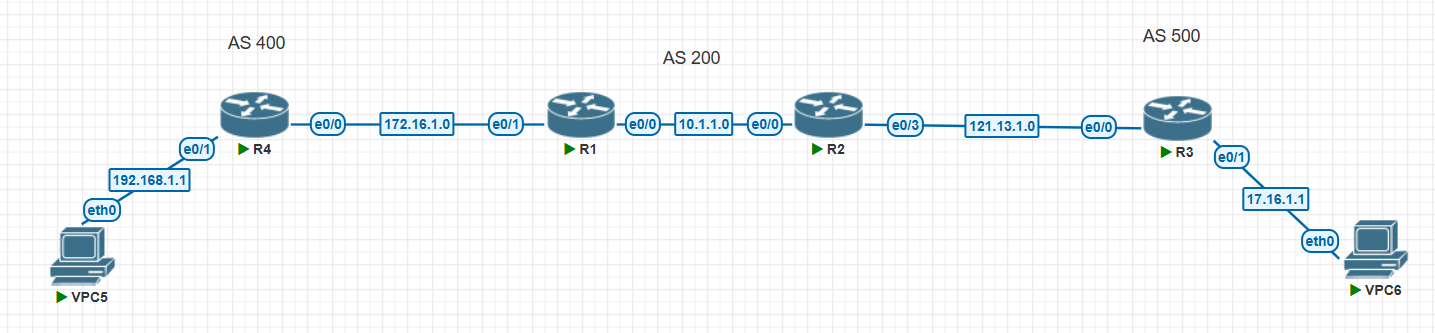 AS 400
AS 200
AS 500
e0/0
172.16.1.0
e0/1
e0/0
10.1.1.0
e0/0
e0/3
121.13.1.0
e0/0
R4
R1
R2
R3
e0/1
e0/1
192.168.1.1
17.16.1.1
eth0
eth0
VPC5
VPC6